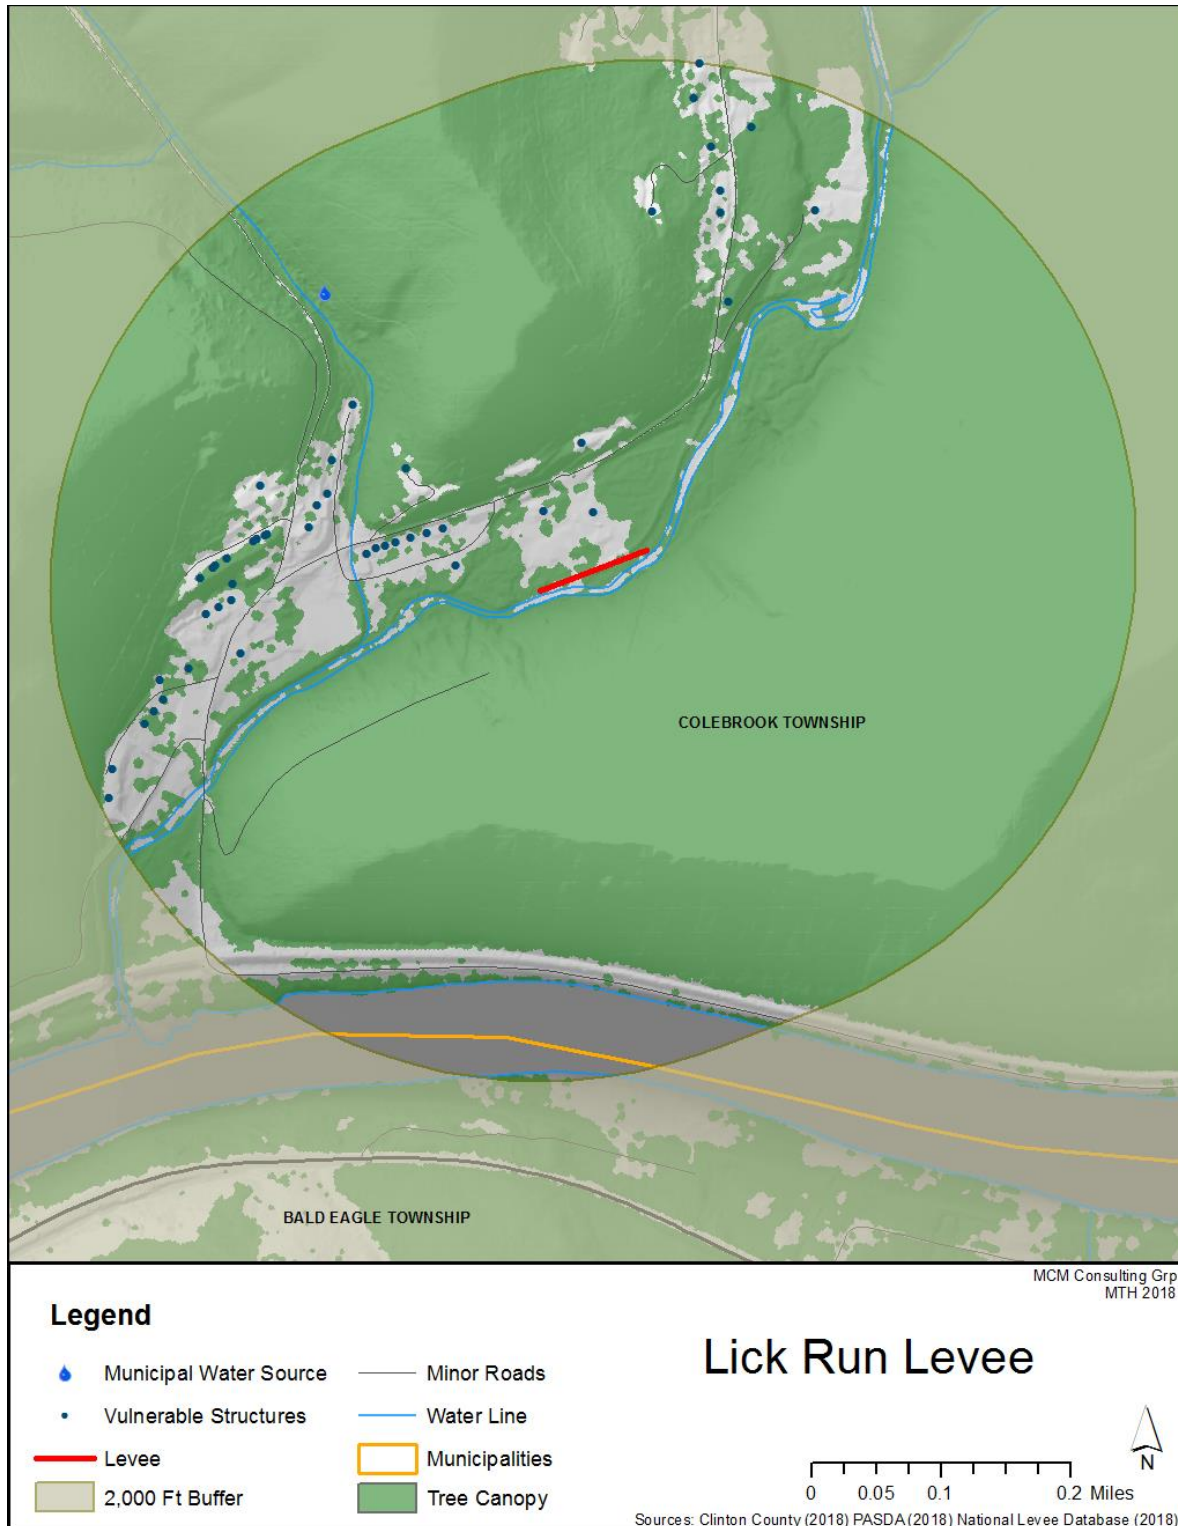 COLEBROOK TOWNSHIP
BALD EAGLE TOWNSHIP
MCM Consulting Grp
MTH 2018
Legend
Lick Run Levee
Municipal Water Source
Minor Roads
Vulnerable Structures
Water Line
Levee
Municipalities
2,000 Ft Buffer
Tree Canopy
N
0 0.05 0.1 0.2 Miles
Sources: Clinton County (2018) PASDA (2018) National Levee Database (2018)